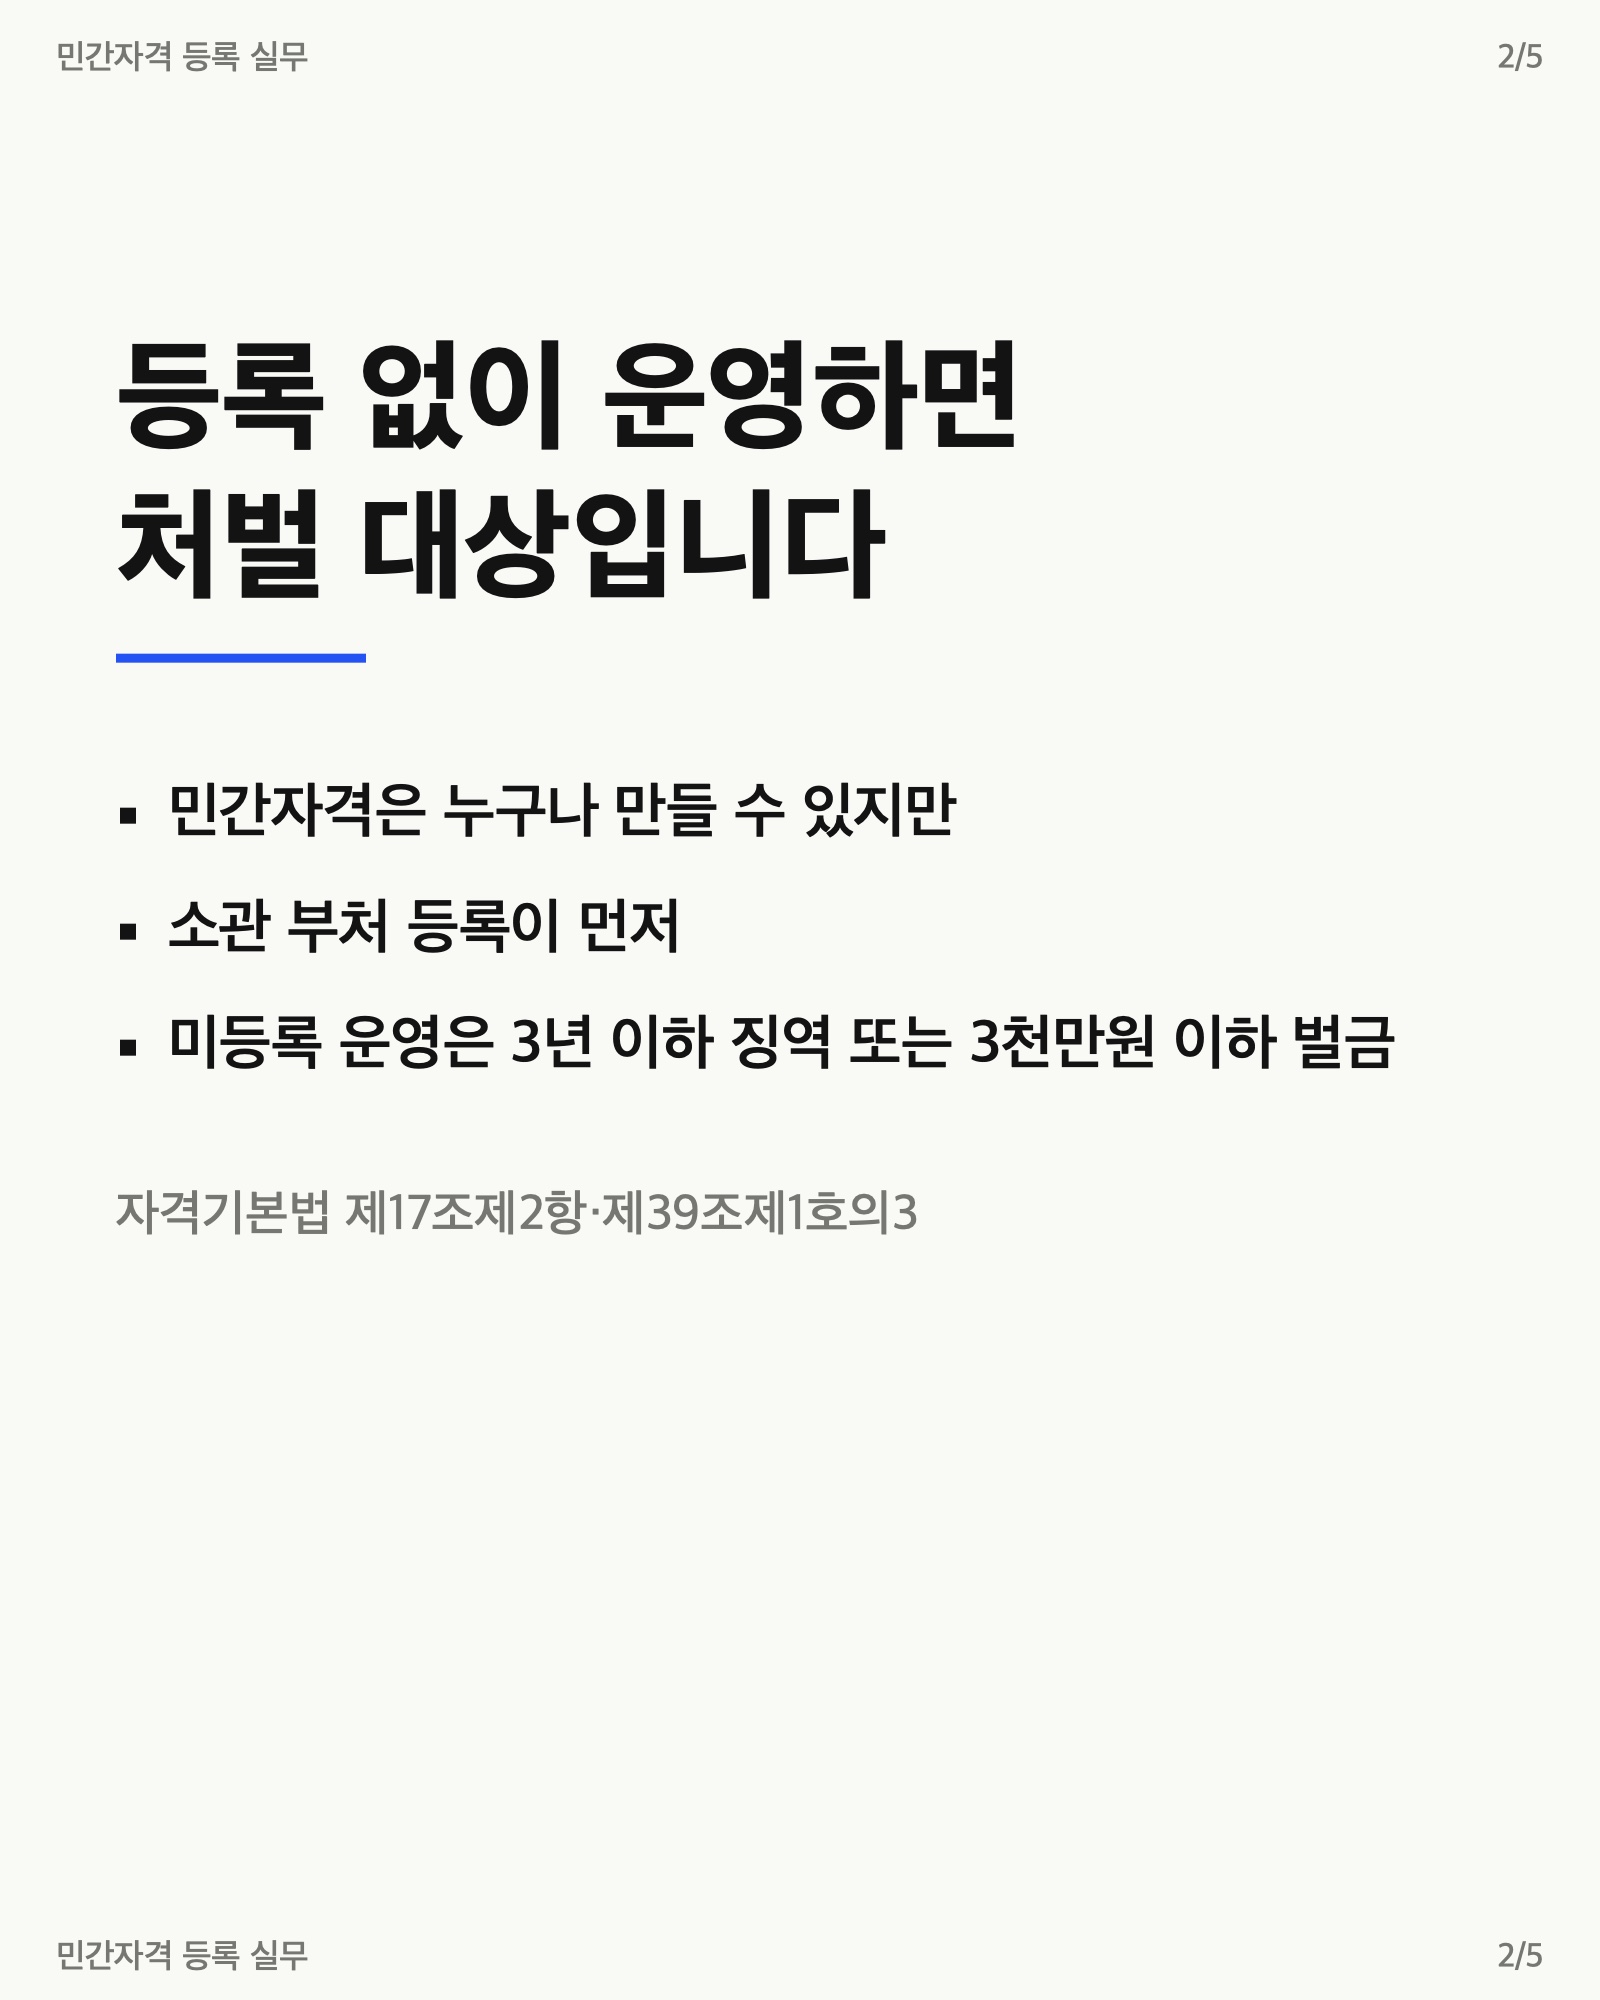 민간자격 등록 실무
2/5
등록 없이 운영하면
처벌 대상입니다
▪ 민간자격은 누구나 만들 수 있지만
▪ 소관 부처 등록이 먼저
▪ 미등록 운영은 3년 이하 징역 또는 3천만원 이하 벌금
자격기본법 제17조제2항·제39조제1호의3
민간자격 등록 실무
2/5